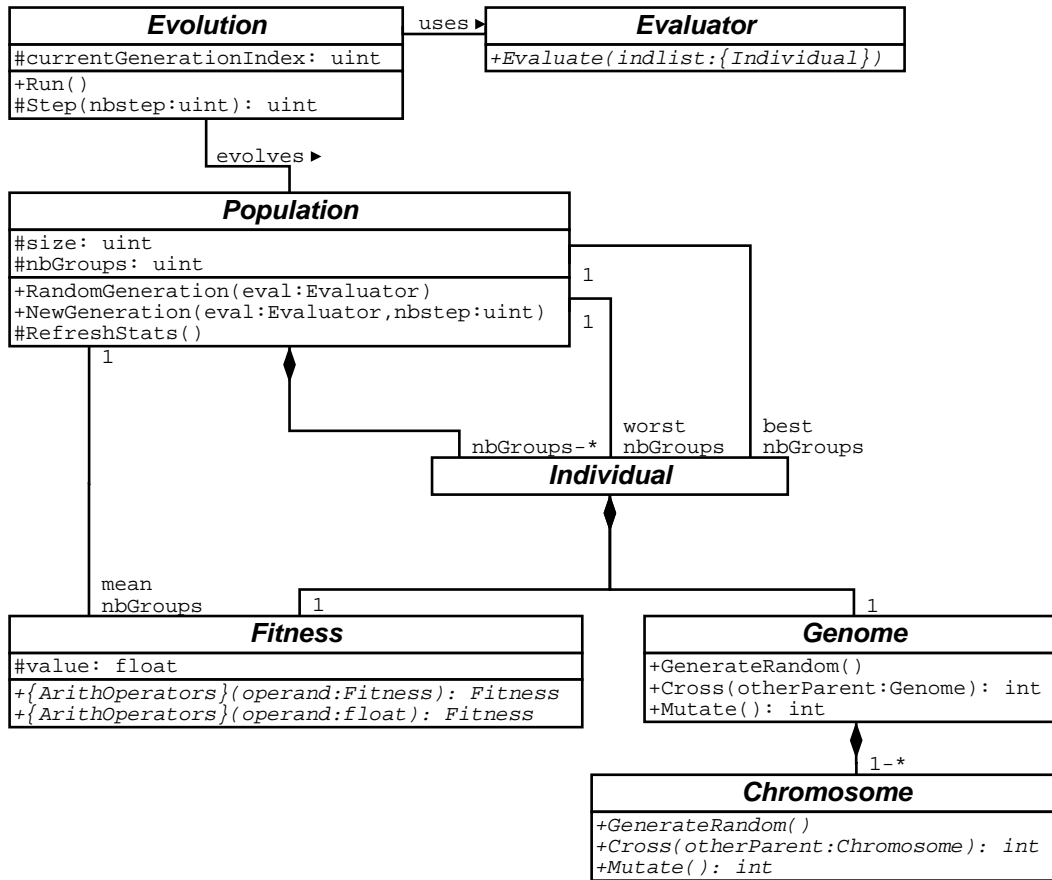 Evolution
#currentGenerationIndex: uint
+Run()
#Step(nbstep:uint): uint
uses ►
Evaluator
+Evaluate(indlist:{Individual})
evolves ►
Population
#size: uint
#nbGroups: uint
+RandomGeneration(eval:Evaluator)
+NewGeneration(eval:Evaluator,nbstep:uint)
#RefreshStats()
1
1
1
nbGroups-*
worst
nbGroups
best
nbGroups
Individual
mean
nbGroups
1
1
Fitness
#value: float
+{ArithOperators}(operand:Fitness): Fitness
+{ArithOperators}(operand:float): Fitness
Genome
+GenerateRandom()
+Cross(otherParent:Genome): int
+Mutate(): int
1-*
Chromosome
+GenerateRandom()
+Cross(otherParent:Chromosome): int
+Mutate(): int